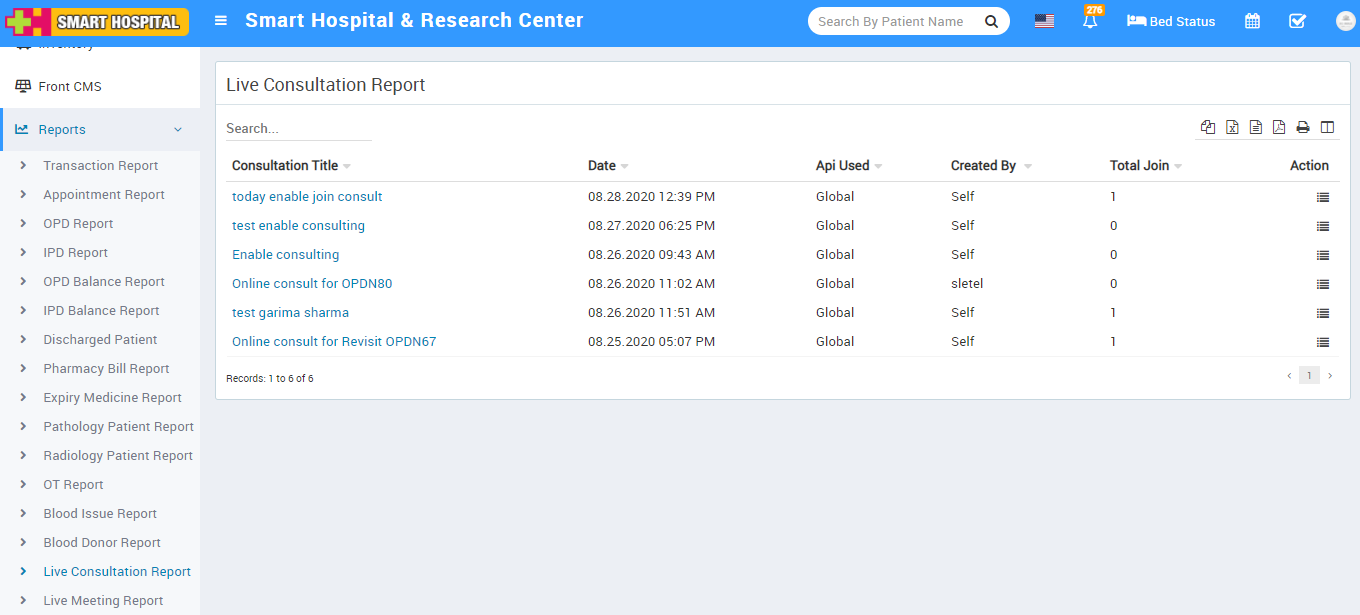 SMART HOSPITAL
Smart Hospital & Research Center
Search By Patient Name
276
Bed Status
Inventory
Front CMS
Reports
Transaction Report
Appointment Report
OPD Report
IPD Report
OPD Balance Report
IPD Balance Report
Discharged Patient
Pharmacy Bill Report
Expiry Medicine Report
Pathology Patient Report
Radiology Patient Report
OT Report
Blood Issue Report
Blood Donor Report
Live Consultation Report
Live Meeting Report
Live Consultation Report
Search...
Consultation Title Date Api Used Created By Total Join Action
today enable join consult 08.28.2020 12:39 PM Global Self 1
test enable consulting 08.27.2020 06:25 PM Global Self 0
Enable consulting 08.26.2020 09:43 AM Global Self 0
Online consult for OPDN80 08.26.2020 11:02 AM Global sletel 0
test garima sharma 08.26.2020 11:51 AM Global Self 1
Online consult for Revisit OPDN67 08.25.2020 05:07 PM Global Self 1
Records: 1 to 6 of 6
1